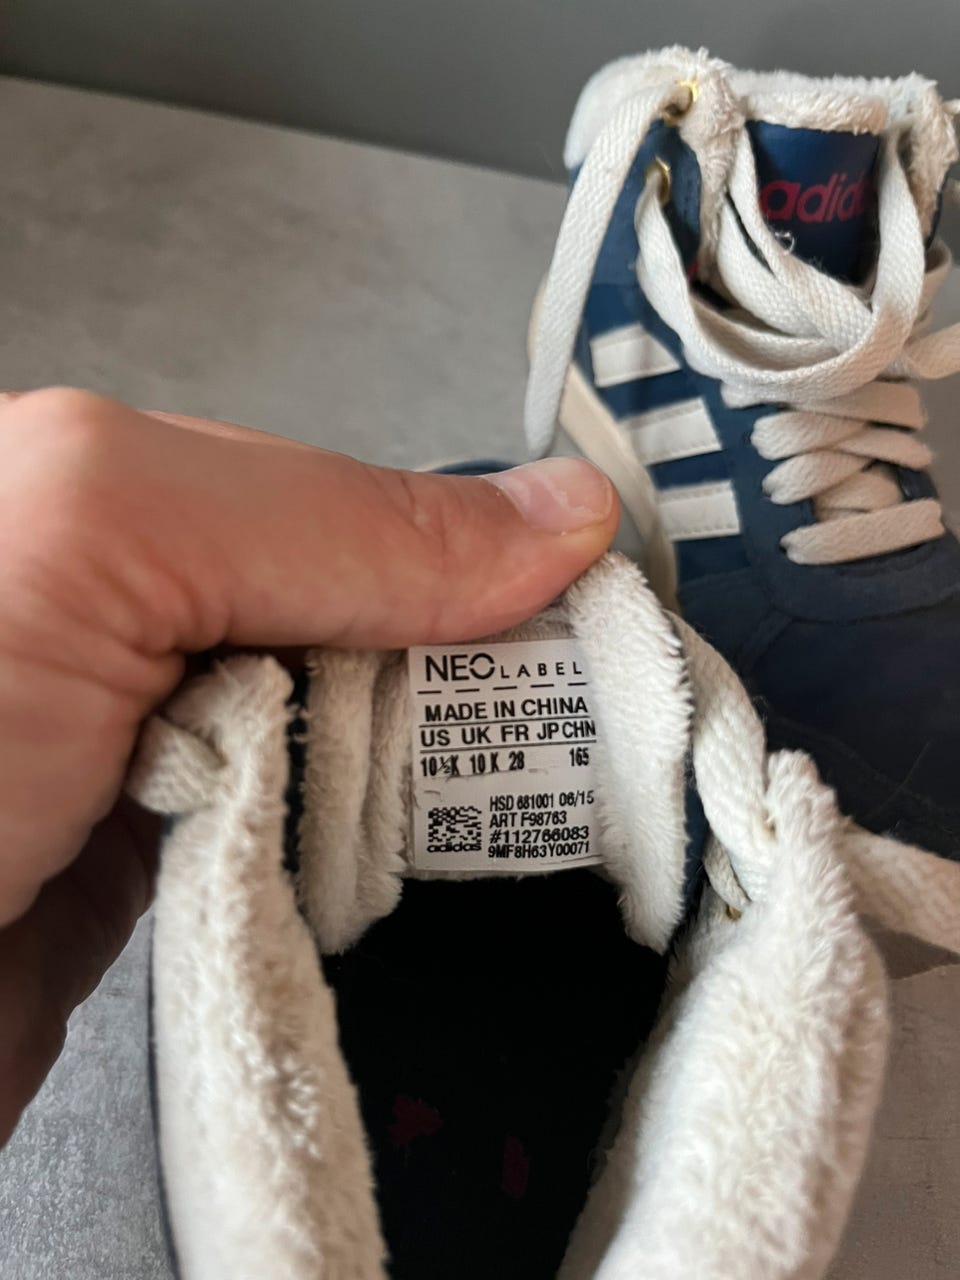 adidas
NEO LABEL
MADE IN CHINA
US UK FR JP CHN
10½K 10K 28 165
HSD 681001 06/15
ART F98763
#112766083
adidas 9MF8H63Y00071